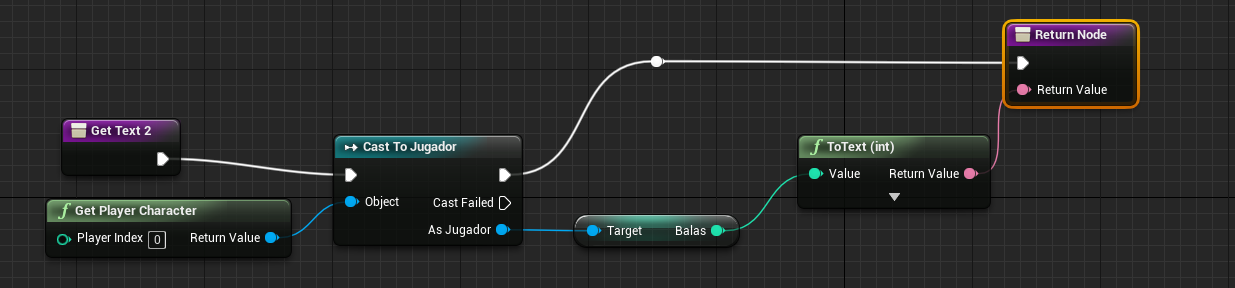 Return Node
Return Value
Get Text 2
Cast To Jugador
Object
Cast Failed
As Jugador
f Get Player Character
Player Index 0
Return Value
Target
Balas
f ToText (int)
Value
Return Value